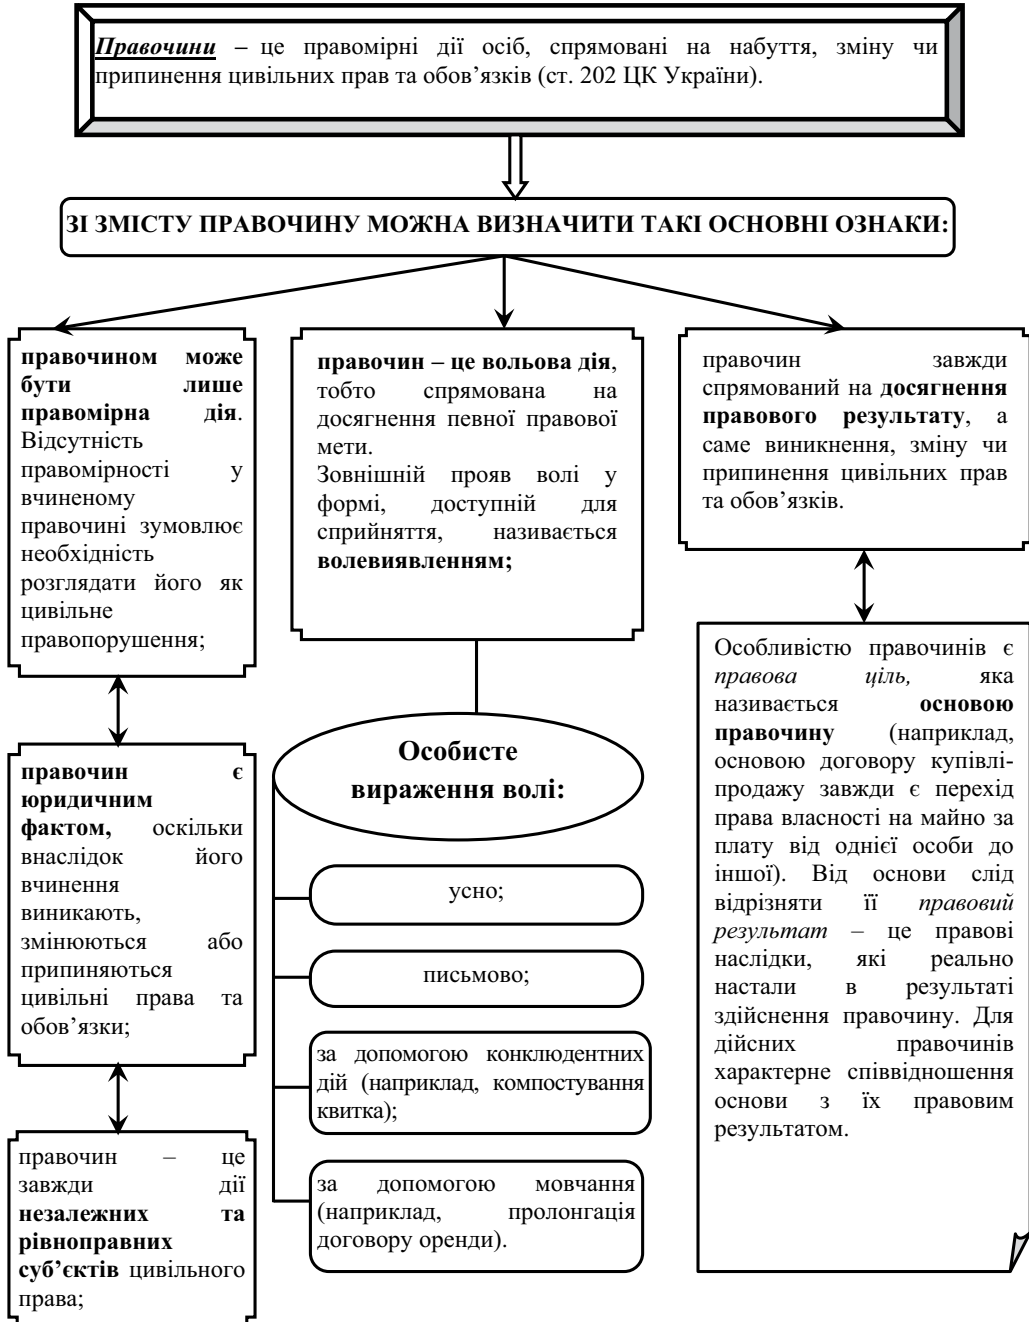 Правочини – це правомірні дії осіб, спрямовані на набуття, зміну чи
припинення цивільних прав та обов’язків (ст. 202 ЦК України).
ЗІ ЗМІСТУ ПРАВОЧИНУ МОЖНА ВИЗНАЧИТИ ТАКІ ОСНОВНІ ОЗНАКИ:
правочином може
бути лише
правомірна дія.
Відсутність
правомірності у
вчиненому
правочині зумовлює
необхідність
розглядати його як
цивільне
правопорушення;
правочин є
юридичним
фактом, оскільки
внаслідок його
вчинення
виникають,
змінюються або
припиняються
цивільні права та
обов’язки;
правочин – це
завжди дії
незалежних та
рівноправних
суб’єктів цивільного
права;
правочин – це вольова дія,
тобто спрямована на
досягнення певної правової
мети.
Зовнішній прояв волі у
формі, доступній для
сприйняття, називається
волевиявленням;
Особисте
вираження волі:
усно;
письмово;
за допомогою конклюдентних
дій (наприклад, компостування
квитка);
за допомогою мовчання
(наприклад, пролонгація
договору оренди).
правочин завжди
спрямований на досягнення
правового результату, а
саме виникнення, зміну чи
припинення цивільних прав
та обов’язків.
Особливістю правочинів є
правова ціль, яка
називається основою
правочину (наприклад,
основою договору купівлі-
продажу завжди є перехід
права власності на майно за
плату від однієї особи до
іншої). Від основи слід
відрізняти її правовий
результат – це правові
наслідки, які реально
настали в результаті
здійснення правочину. Для
дійсних правочинів
характерне співвідношення
основи з їх правовим
результатом.